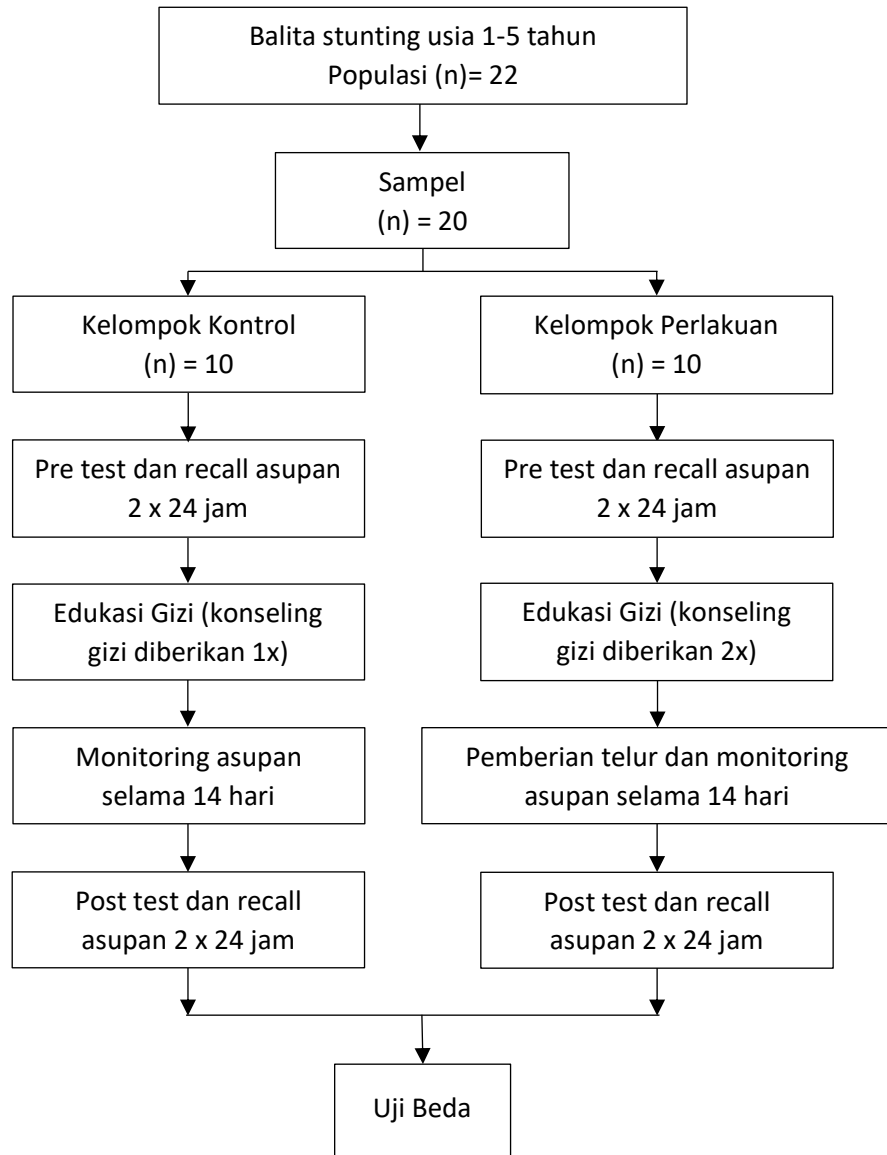 Balita stunting usia 1-5 tahun
Populasi (n)= 22
Sampel
(n) = 20
Kelompok Kontrol
(n) = 10
Kelompok Perlakuan
(n) = 10
Pre test dan recall asupan
2 x 24 jam
Pre test dan recall asupan
2 x 24 jam
Edukasi Gizi (konseling
gizi diberikan 1x)
Edukasi Gizi (konseling
gizi diberikan 2x)
Monitoring asupan
selama 14 hari
Pemberian telur dan monitoring
asupan selama 14 hari
Post test dan recall
asupan 2 x 24 jam
Post test dan recall
asupan 2 x 24 jam
Uji Beda